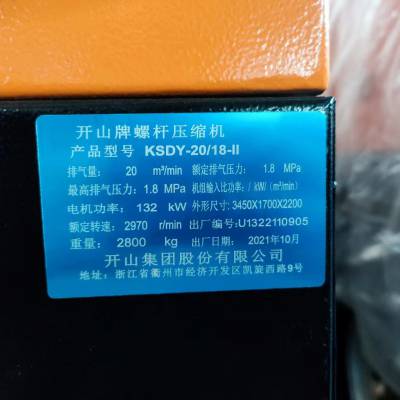 开山牌螺杆压缩机
产品型号 KSDY-20/18-II
排气量： 20 m³/min 额定排气压力： 1.8 MPa
最高排气压力： 1.8 MPa 机组输入比功率： / kW/(m³/min)
电机功率： 132 kW 外形尺寸: 3450X1700X2200
额定转速： 2970 r/min 出厂编号: U1322110905
重量： 2800 kg 出厂日期： 2021年10月
开山集团股份有限公司
地址：浙江省衢州市经济开发区凯旋西路9号